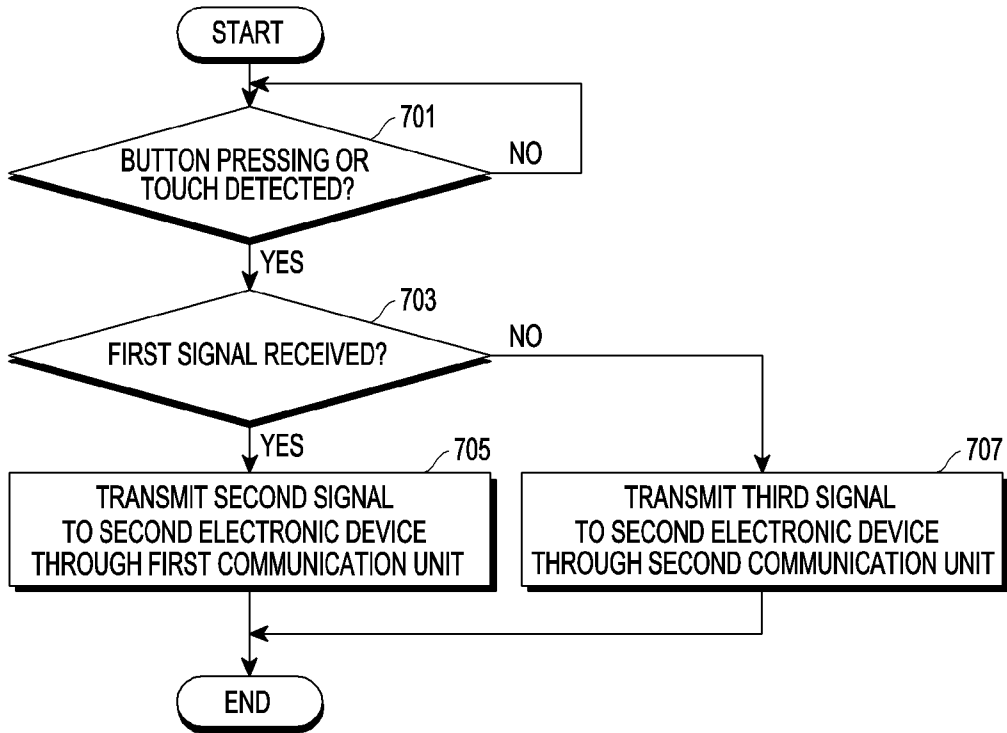 START
701
BUTTON PRESSING OR
TOUCH DETECTED?
NO
YES
703
FIRST SIGNAL RECEIVED?
NO
YES
705
TRANSMIT SECOND SIGNAL
TO SECOND ELECTRONIC DEVICE
THROUGH FIRST COMMUNICATION UNIT
707
TRANSMIT THIRD SIGNAL
TO SECOND ELECTRONIC DEVICE
THROUGH SECOND COMMUNICATION UNIT
END